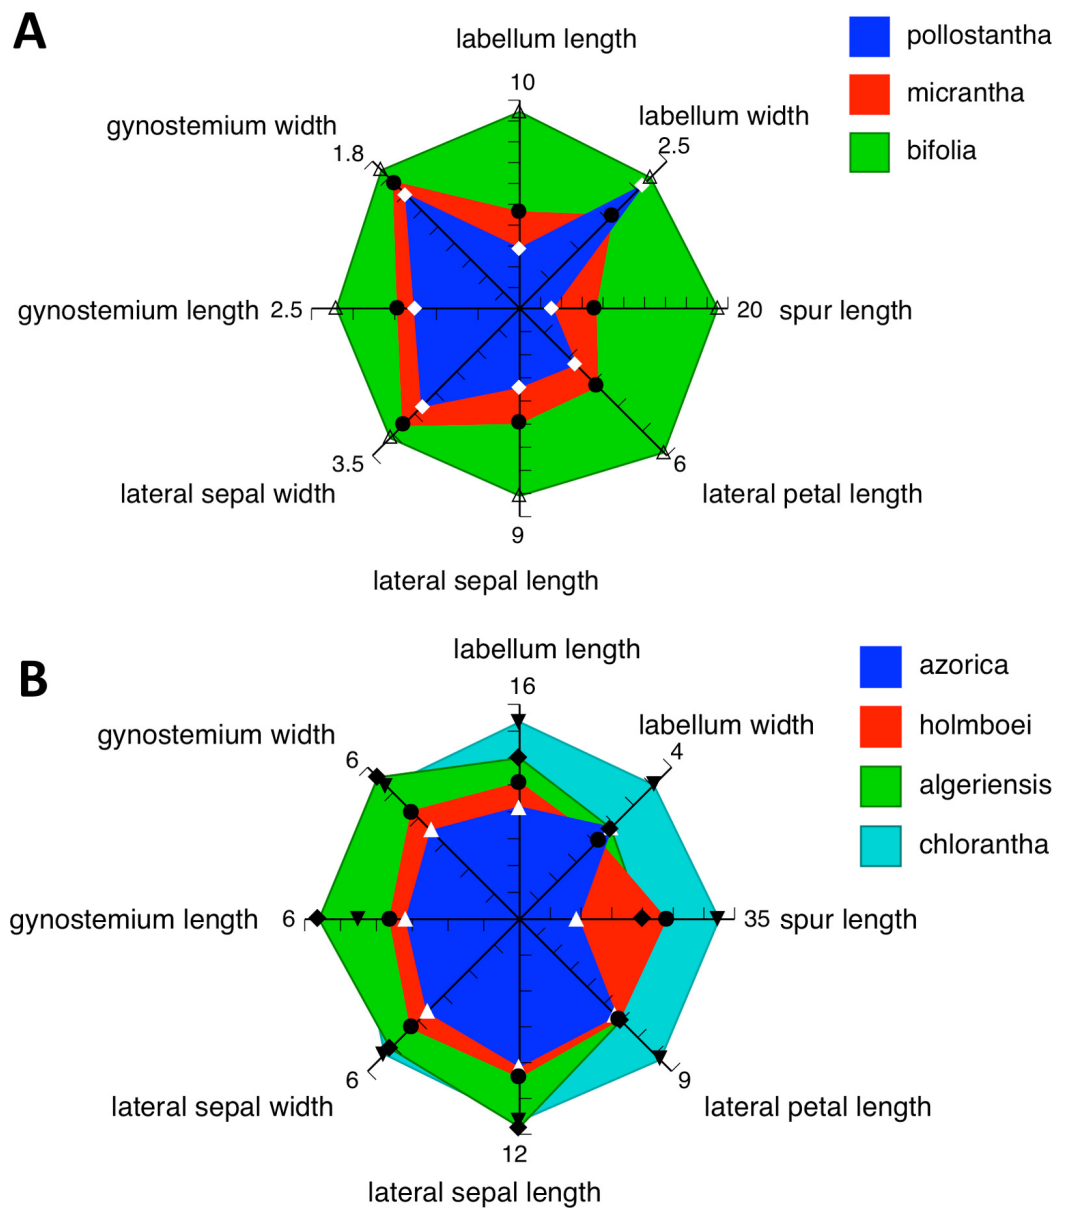 A
labellum length
10
pollostantha
micrantha
bifolia
gynostemium width
1.8
labellum width
2.5
gynostemium length 2.5
20 spur length
3.5
6
lateral sepal width
lateral petal length
9
lateral sepal length
B
labellum length
16
azorica
holmboei
algeriensis
chlorantha
gynostemium width
6
labellum width
4
gynostemium length 6
35 spur length
6
9
lateral sepal width
lateral petal length
12
lateral sepal length